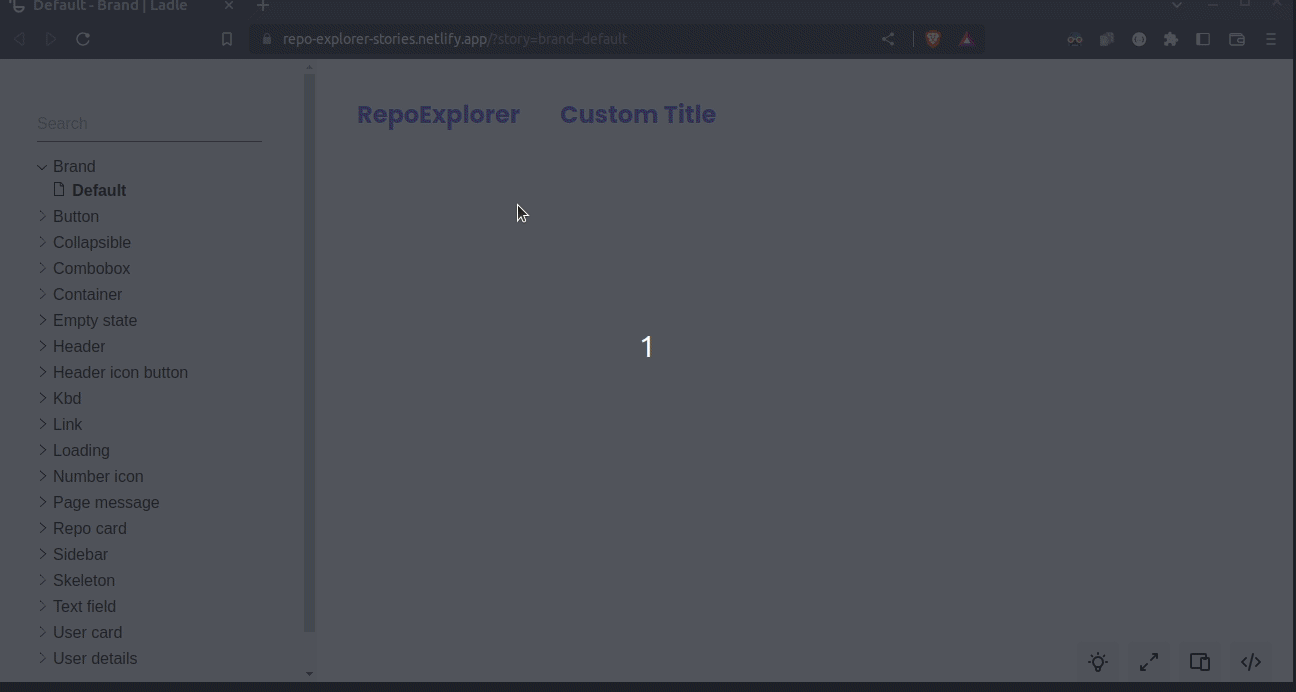 Default - Brand | Ladle
repo-explorer-stories.netlify.app/?story=brand--default
Search
Brand
Default
Button
Collapsible
Combobox
Container
Empty state
Header
Header icon button
Kbd
Link
Loading
Number icon
Page message
Repo card
Sidebar
Skeleton
Text field
User card
User details
RepoExplorer Custom Title
1